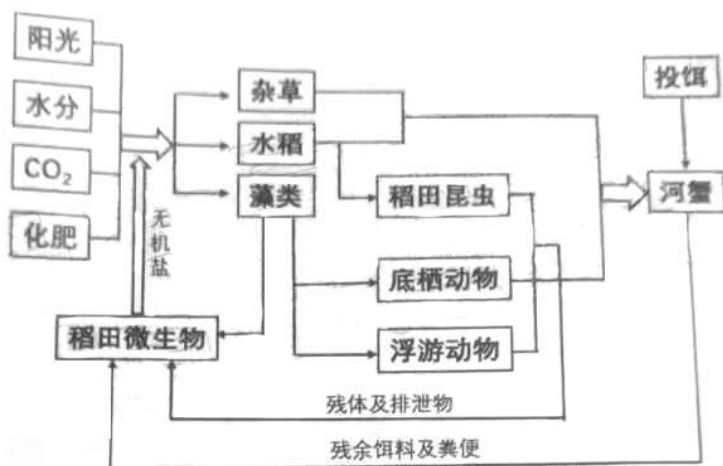 阳光
水分
CO₂
化肥
无机盐
杂草
水稻
藻类
投饵
河蟹
稻田昆虫
底栖动物
浮游动物
稻田微生物
残体及排泄物
残余饵料及粪便